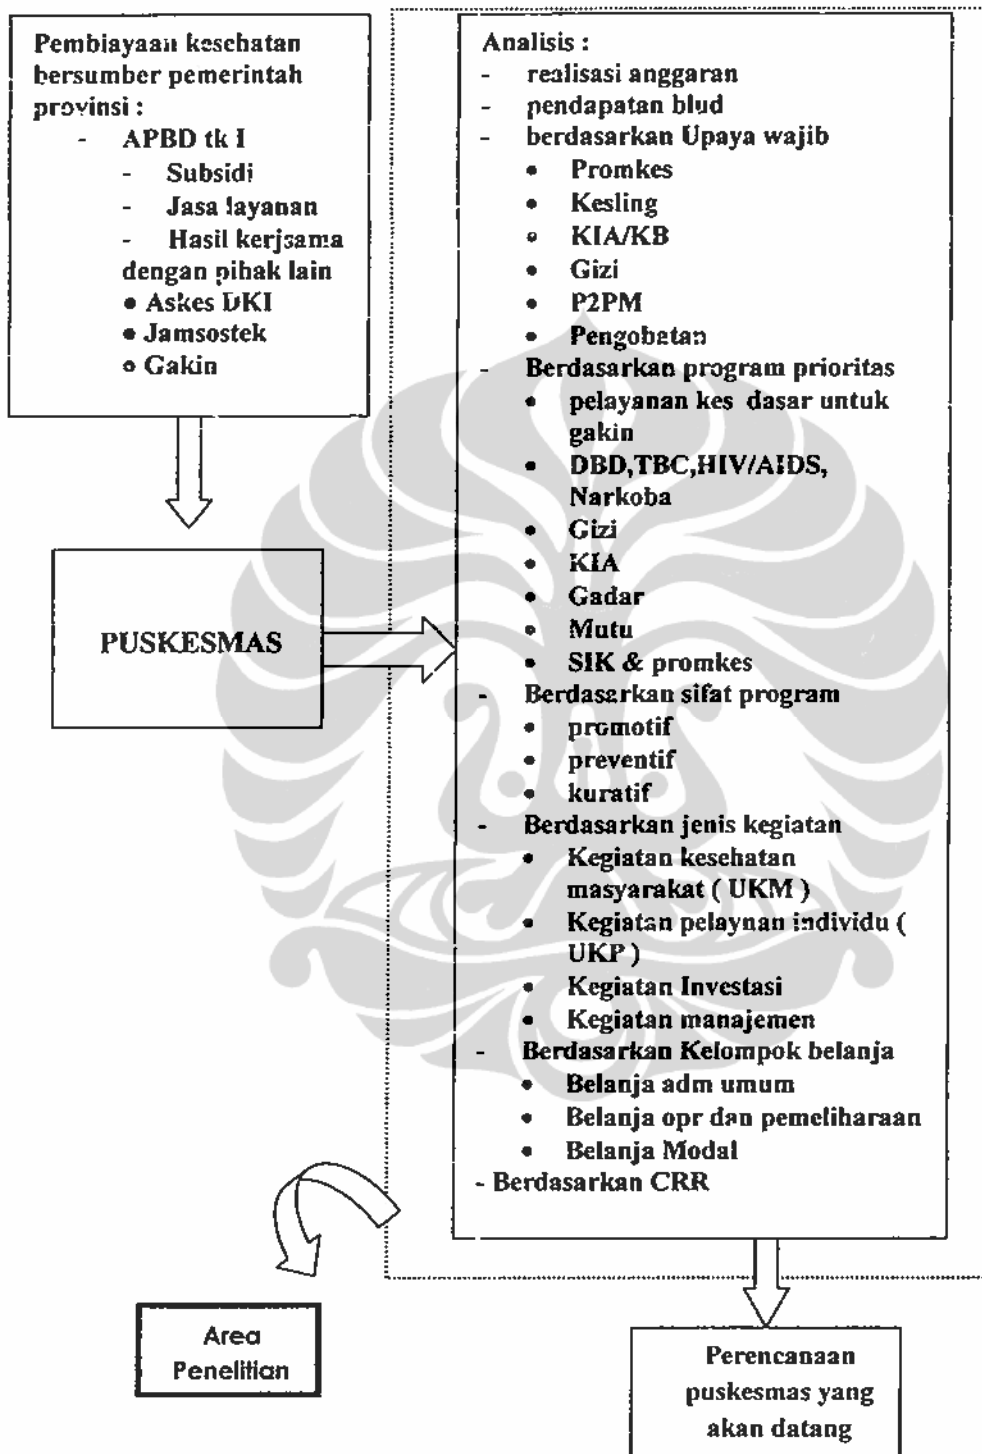 Pembiayaan kesehatan
bersumber pemerintah
provinsi :
- APBD tk I
- Subsidi
- Jasa layanan
- Hasil kerjsama
dengan pihak lain
• Askes DKI
• Jamsostek
• Gakin
PUSKESMAS
Analisis :
- realisasi anggaran
- pendapatan blud
- berdasarkan Upaya wajib
• Promkes
• Kesling
• KIA/KB
• Gizi
• P2PM
• Pengobatan
- Berdasarkan program prioritas
• pelayanan kes dasar untuk
gakin
• DBD,TBC,HIV/AIDS,
Narkoba
• Gizi
• KIA
• Gadar
• Mutu
• SIK & promkes
- Berdasarkan sifat program
• promotif
• preventif
• kuratif
- Berdasarkan jenis kegiatan
• Kegiatan kesehatan
masyarakat ( UKM )
• Kegiatan pelaynan individu (
UKP )
• Kegiatan Investasi
• Kegiatan manajemen
- Berdasarkan Kelompok belanja
• Belanja adm umum
• Belanja opr dan pemeliharaan
• Belanja Modal
- Berdasarkan CRR
Area
Penelitian
Perencanaan
puskesmas yang
akan datang